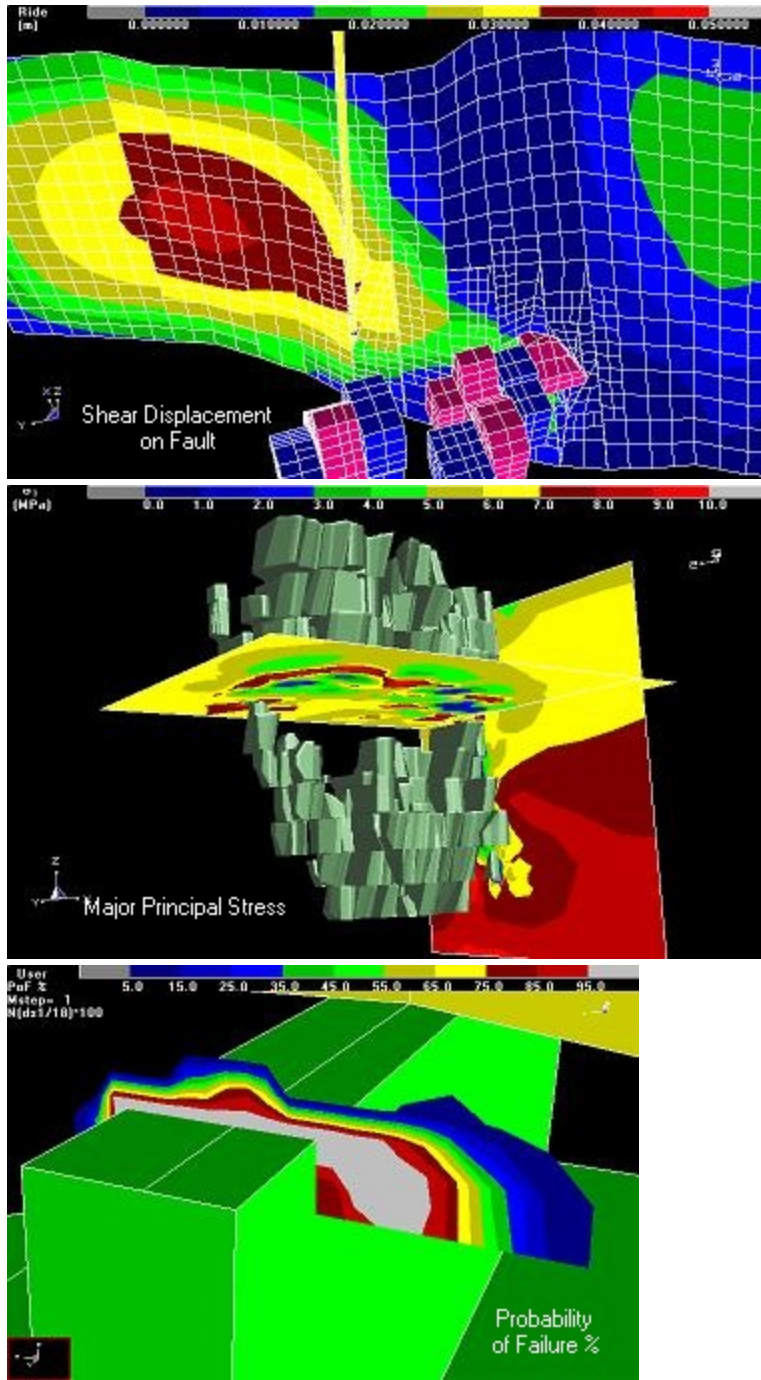 Ride
[m] 0.000000 0.010000 0.020000 0.030000 0.040000 0.050000
Shear Displacement
on Fault
(MPa) 0.0 1.0 2.0 3.0 4.0 5.0 6.0 7.0 8.0 9.0 10.0
Z
Major Principal Stress
User
PoF % 5.0 15.0 25.0 35.0 45.0 55.0 65.0 75.0 85.0 95.0
Mstep= 1
N(ds1/18)*100
Probability
of Failure %